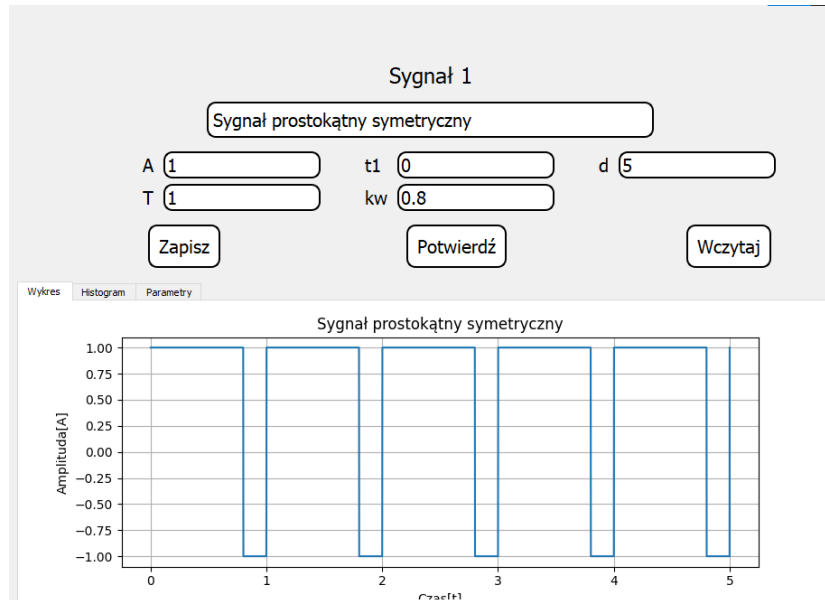 Sygnał 1
Sygnał prostokątny symetryczny
A 1 t1 0 d 5
T 1 kw 0.8
Zapisz Potwierdź Wczytaj
Wykres Histogram Parametry
Sygnał prostokątny symetryczny
1.00
0.75
0.50
0.25
0.00
−0.25
−0.50
−0.75
−1.00
Amplituda[A]
0 1 2 3 4 5
Czas[t]